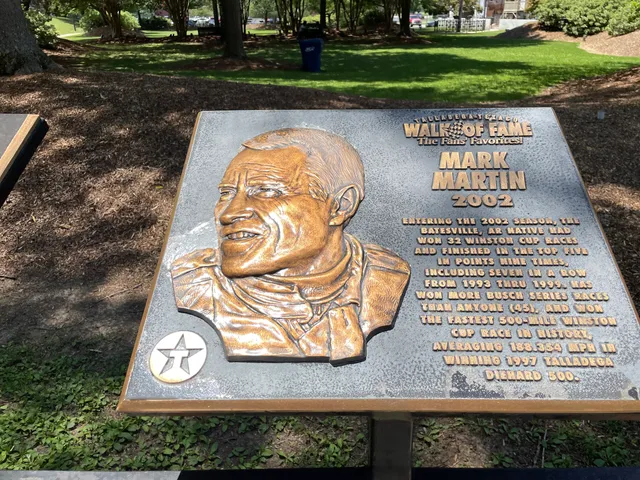 TALLADEGA-TEXACO
WALK OF FAME
The Fans' Favorites!
MARK
MARTIN
2002
ENTERING THE 2002 SEASON, THE
BATESVILLE, AR NATIVE HAD
WON 32 WINSTON CUP RACES
AND FINISHED IN THE TOP FIVE
IN POINTS NINE TIMES,
INCLUDING SEVEN IN A ROW
FROM 1993 THRU 1999. HAS
WON MORE BUSCH SERIES RACES
THAN ANYONE (45), AND WON
THE FASTEST 500-MILE WINSTON
CUP RACE IN HISTORY,
AVERAGING 188.354 MPH IN
WINNING 1997 TALLADEGA
DIEHARD 500.
T